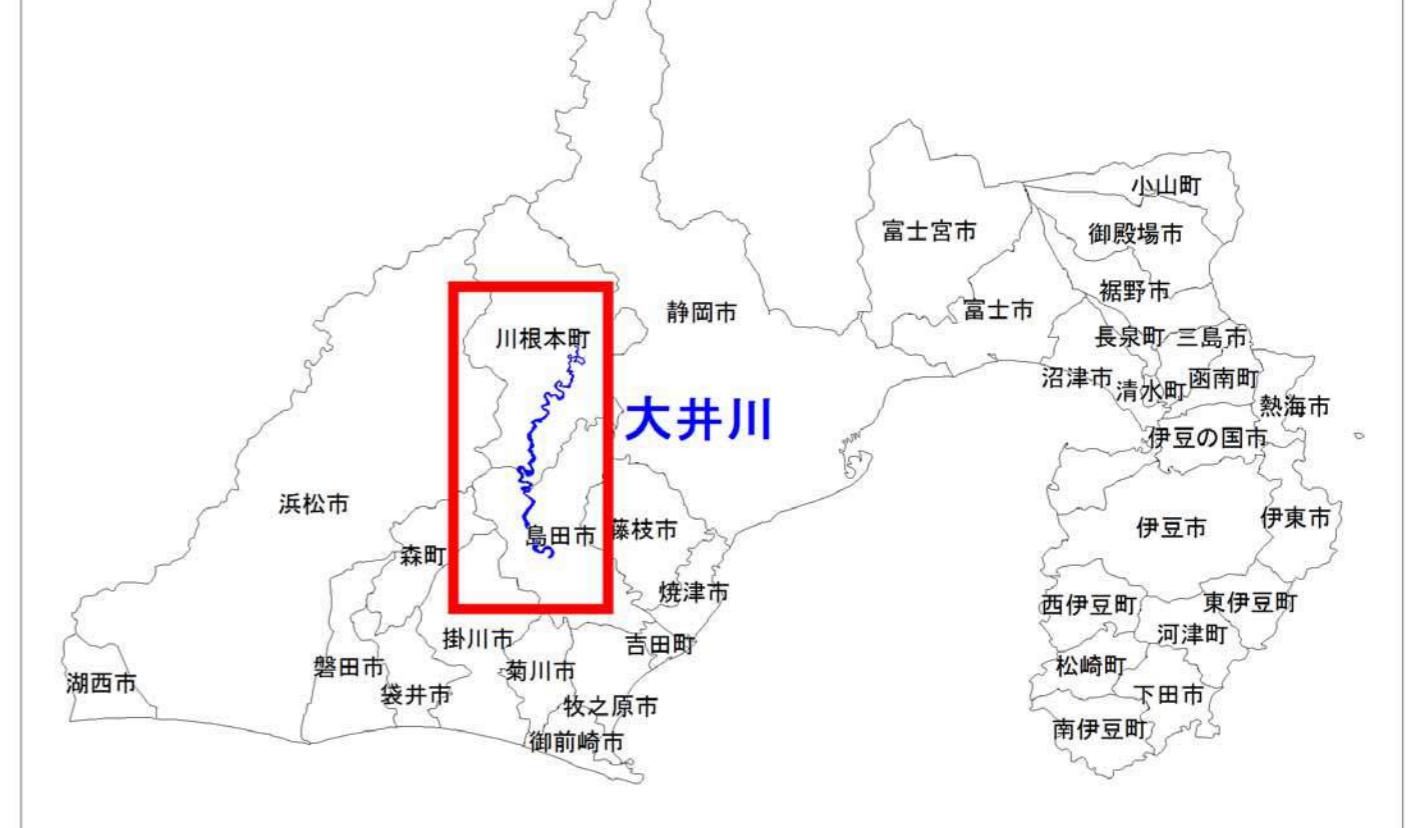 小山町
富士宮市
御殿場市
裾野市
静岡市
富士市
川根本町
長泉町
三島市
沼津市
清水町
函南町
熱海市
大井川
伊豆の国市
浜松市
伊豆市
伊東市
島田市
藤枝市
森町
焼津市
西伊豆町
東伊豆町
河津町
掛川市
吉田町
磐田市
菊川市
松崎町
湖西市
袋井市
下田市
牧之原市
南伊豆町
御前崎市